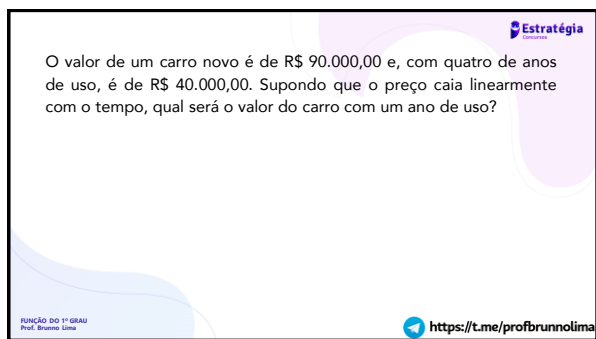 Estratégia
Concursos
O valor de um carro novo é de R$ 90.000,00 e, com quatro de anos
de uso, é de R$ 40.000,00. Supondo que o preço caia linearmente
com o tempo, qual será o valor do carro com um ano de uso?
FUNÇÃO DO 1º GRAU
Prof. Brunno Lima
https://t.me/profbrunnolima